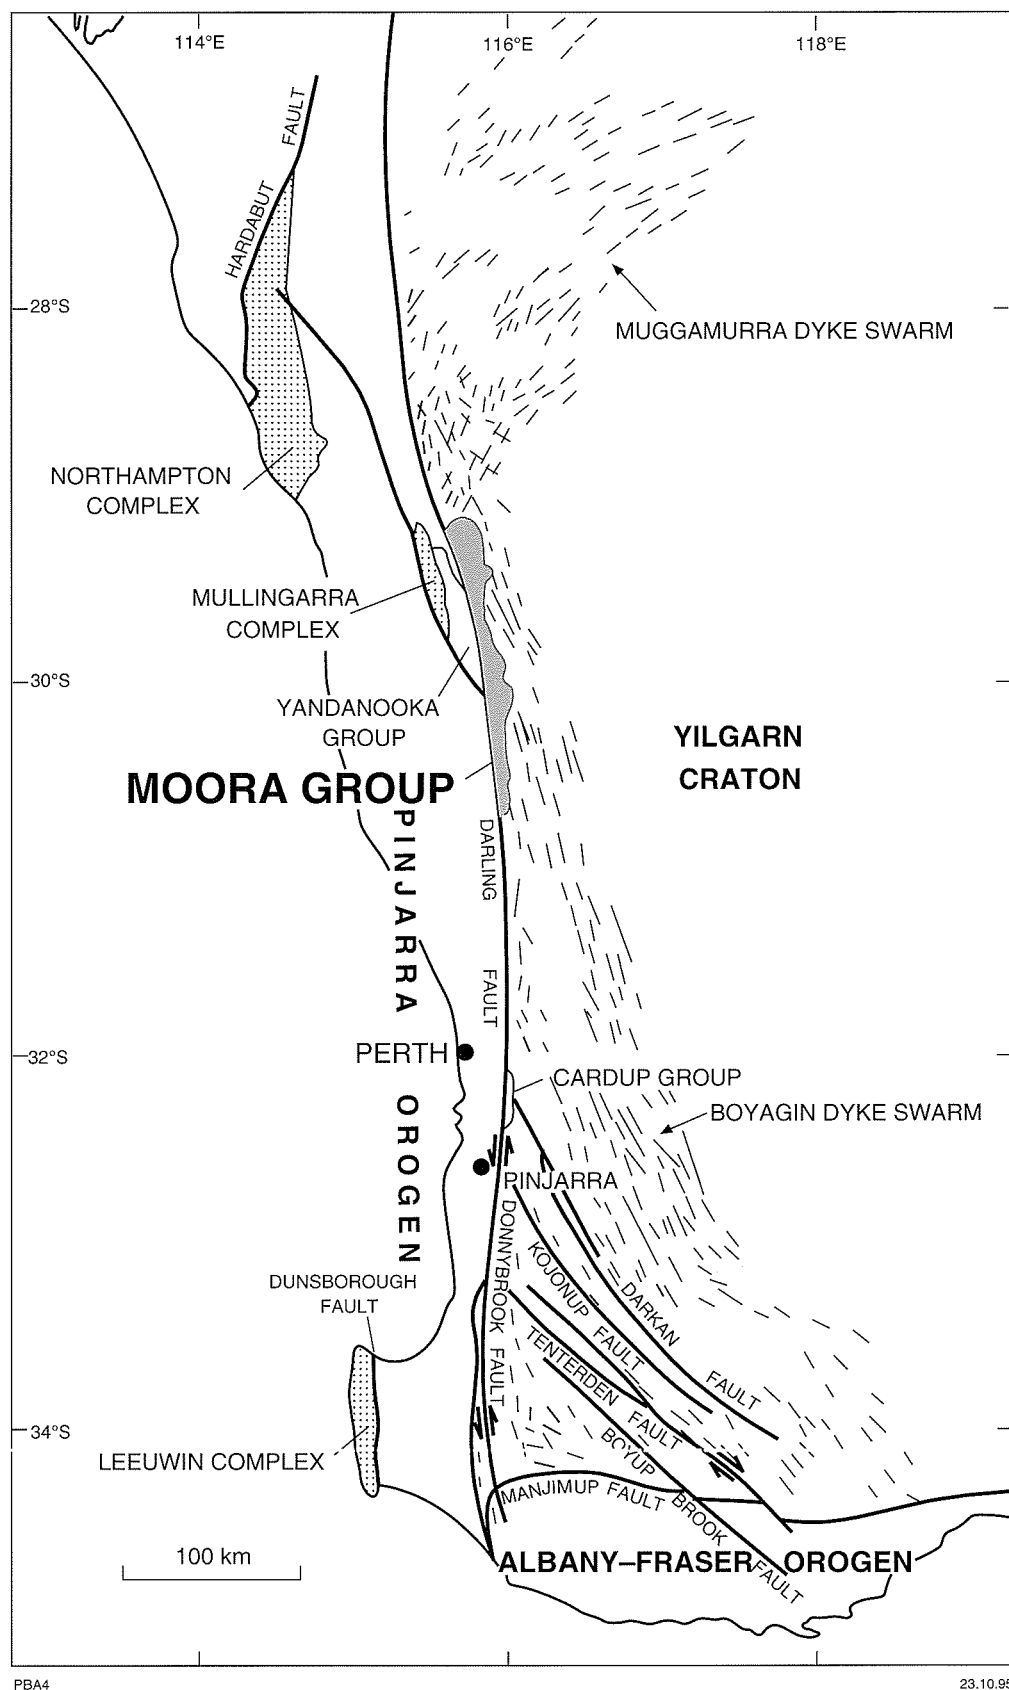 114°E
116°E
118°E
HARDABUT FAULT
28°S
MUGGAMURRA DYKE SWARM
NORTHAMPTON
COMPLEX
MULLINGARRA
COMPLEX
30°S
YANDANOOKA
GROUP
YILGARN
CRATON
MOORA GROUP
PINJARRA OROGEN
DARLING FAULT
32°S
PERTH
CARDUP GROUP
BOYAGIN DYKE SWARM
PINJARRA
DONNYBROOK FAULT
KOJONUP FAULT
DARKAN FAULT
DUNSBOROUGH
FAULT
TENTERDEN FAULT
34°S
BOYUP BROOK FAULT
LEEUWIN COMPLEX
MANJIMUP FAULT
100 km
ALBANY–FRASER OROGEN
PBA4
23.10.95